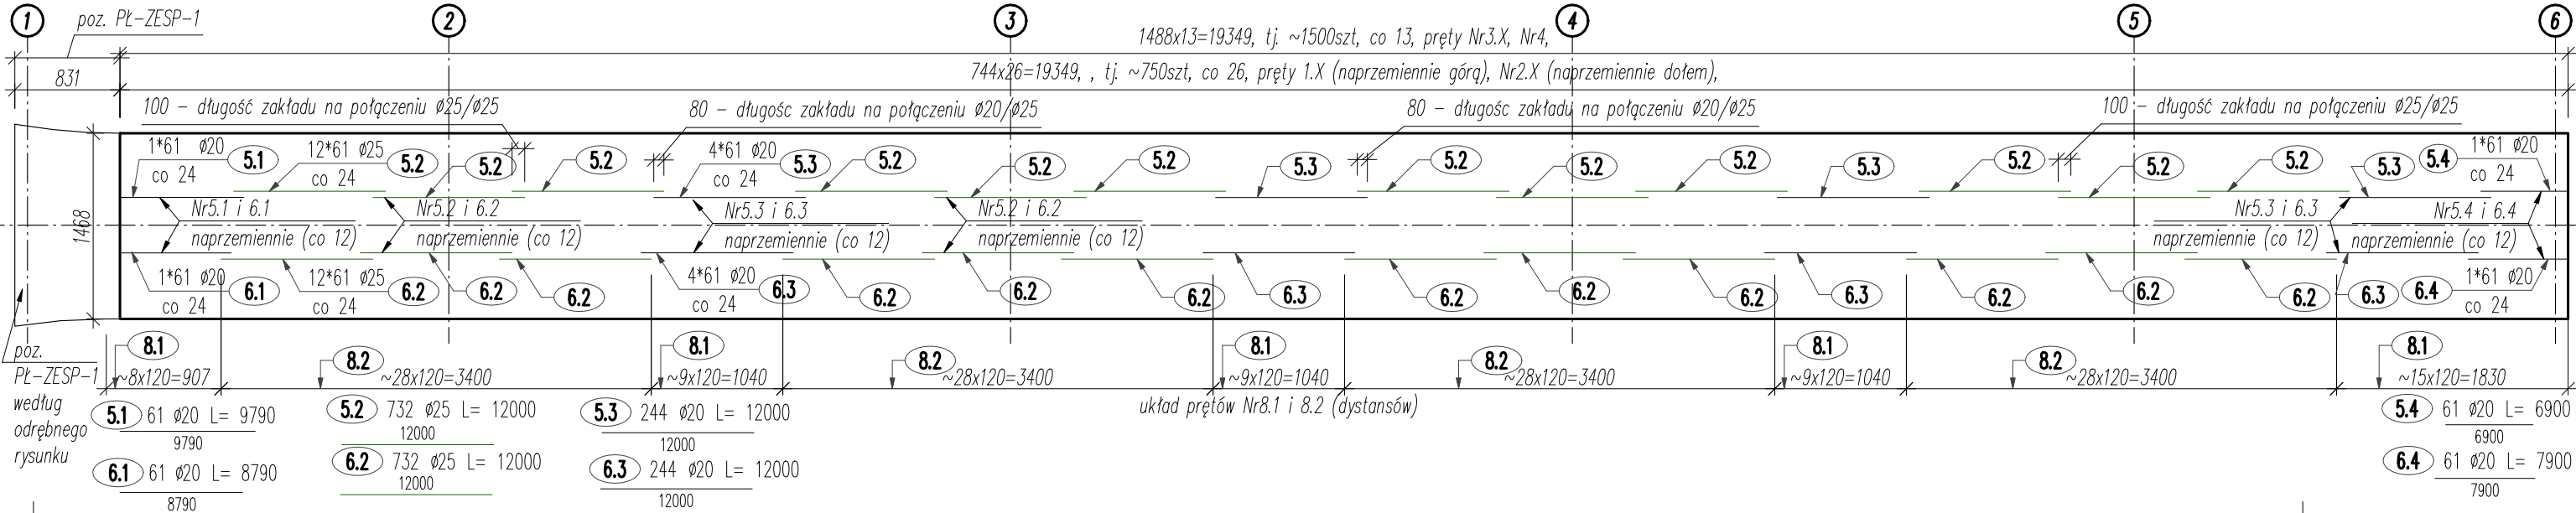 1
poz. PŁ-ZESP-1
2
3
4
5
6
1488x13=19349, tj. ~1500szt, co 13, pręty Nr3.X, Nr4,
831
744x26=19349, , tj. ~750szt, co 26, pręty 1.X (naprzemiennie górą), Nr2.X (naprzemiennie dołem),
100 - długość zakładu na połączeniu ø25/ø25
80 - długośc zakładu na połączeniu ø20/ø25
80 - długość zakładu na połączeniu ø20/ø25
100 - długość zakładu na połączeniu ø25/ø25
1*61 ø20
co 24
5.1
12*61 ø25
co 24
5.2
5.2
5.2
4*61 ø20
co 24
5.3
5.2
5.2
5.2
5.3
5.2
5.2
5.2
5.3
5.2
5.2
5.2
5.3
5.4
1*61 ø20
co 24
1468
Nr5.1 i 6.1
naprzemiennie (co 12)
Nr5.2 i 6.2
naprzemiennie (co 12)
Nr5.3 i 6.3
naprzemiennie (co 12)
Nr5.2 i 6.2
naprzemiennie (co 12)
Nr5.3 i 6.3
naprzemiennie (co 12)
Nr5.4 i 6.4
naprzemiennie (co 12)
1*61 ø20
co 24
6.1
12*61 ø25
co 24
6.2
6.2
6.2
4*61 ø20
co 24
6.3
6.2
6.2
6.2
6.3
6.2
6.2
6.2
6.3
6.2
6.2
6.2
6.3
6.4
1*61 ø20
co 24
poz.
PŁ-ZESP-1
według
odrębnego
rysunku
8.1
8.2
8.1
8.2
8.1
8.2
8.1
8.2
8.1
~8x120=907
~28x120=3400
~9x120=1040
~28x120=3400
~9x120=1040
~28x120=3400
~9x120=1040
~28x120=3400
~15x120=1830
układ prętów Nr8.1 i 8.2 (dystansów)
5.1 61 ø20 L= 9790
9790
6.1 61 ø20 L= 8790
8790
5.2 732 ø25 L= 12000
12000
6.2 732 ø25 L= 12000
12000
5.3 244 ø20 L= 12000
12000
6.3 244 ø20 L= 12000
12000
5.4 61 ø20 L= 6900
6900
6.4 61 ø20 L= 7900
7900